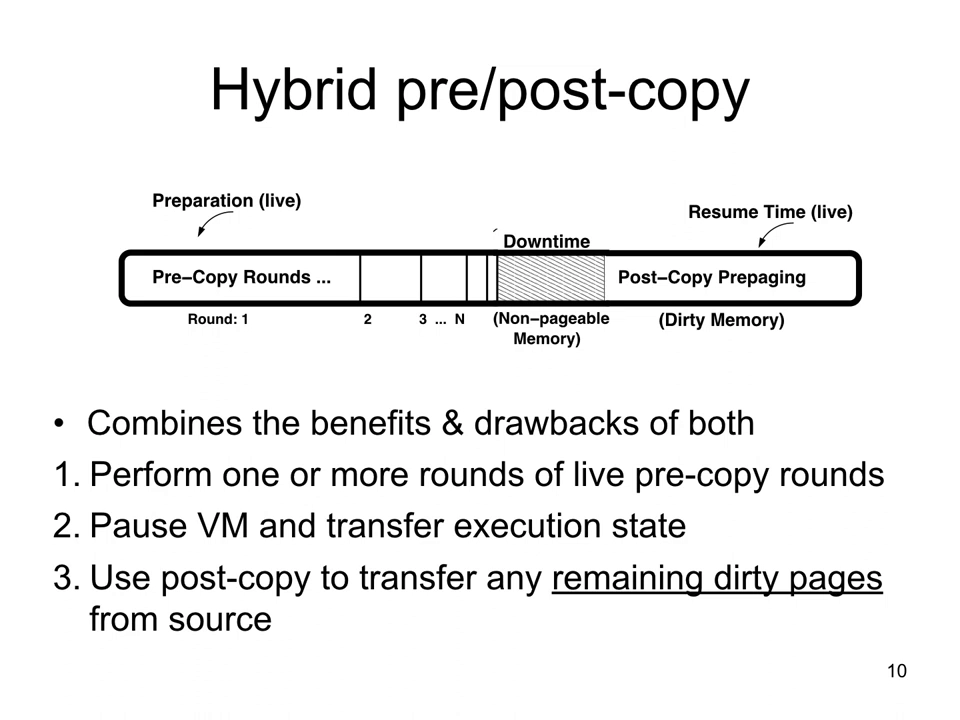 Hybrid pre/post-copy
Preparation (live)
Resume Time (live)
Downtime
Pre–Copy Rounds ...
Post–Copy Prepaging
Round: 1 2 3 ... N
(Non–pageable
Memory)
(Dirty Memory)
• Combines the benefits & drawbacks of both
1. Perform one or more rounds of live pre-copy rounds
2. Pause VM and transfer execution state
3. Use post-copy to transfer any remaining dirty pages
from source
10